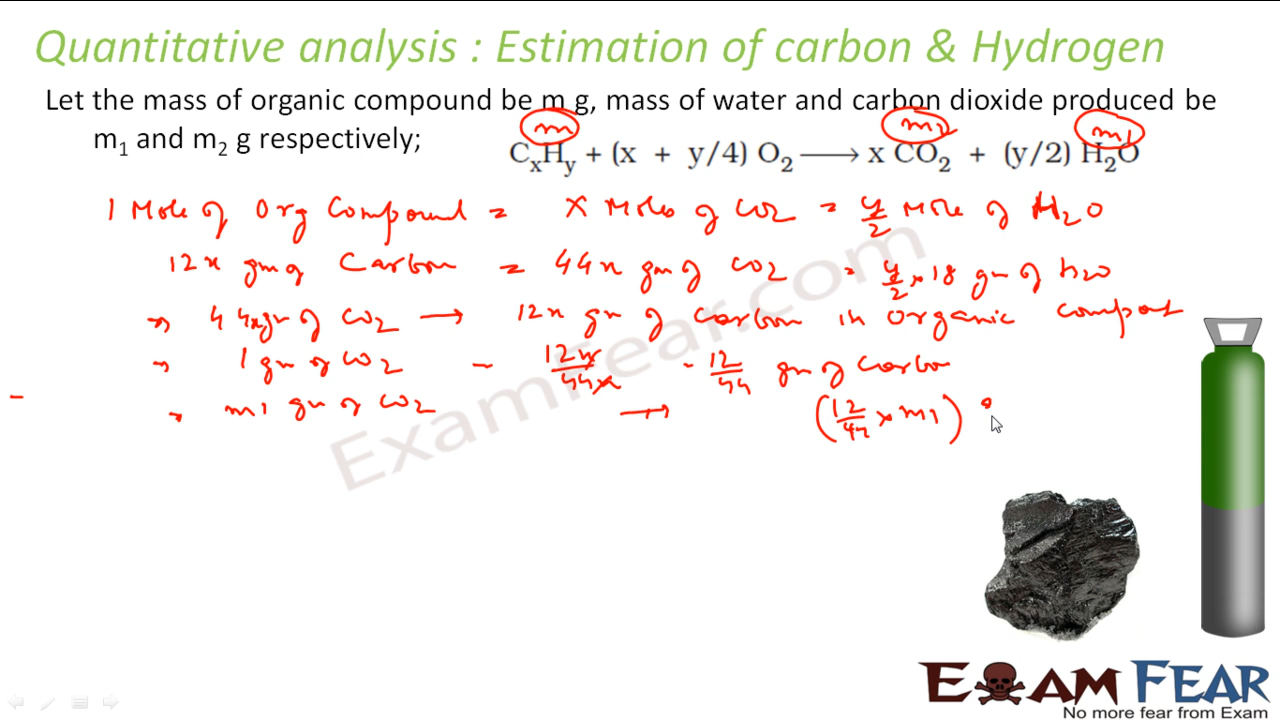 Quantitative analysis : Estimation of carbon & Hydrogen
Let the mass of organic compound be m g, mass of water and carbon dioxide produced be
m₁ and m₂ g respectively;
m m2 m1
CₓHᵧ + (x + y/4) O₂ ⟶ x CO₂ + (y/2) H₂O
1 Mole of Org Compound = x Moles of CO2 = y/2 Mole of H2O
12x gm of Carbon = 44x gm of CO2 = y/2 × 18 gm of H2O
⇒ 44x gm of CO2 → 12x gm of Carbon in Organic compout
⇒ 1 gm of CO2 - 12x/44x - 12/44 gm of Carbon
⇒ m1 gm of CO2 → (12/44 × m1)
ExamFear.com
EXAM FEAR
No more fear from Exam